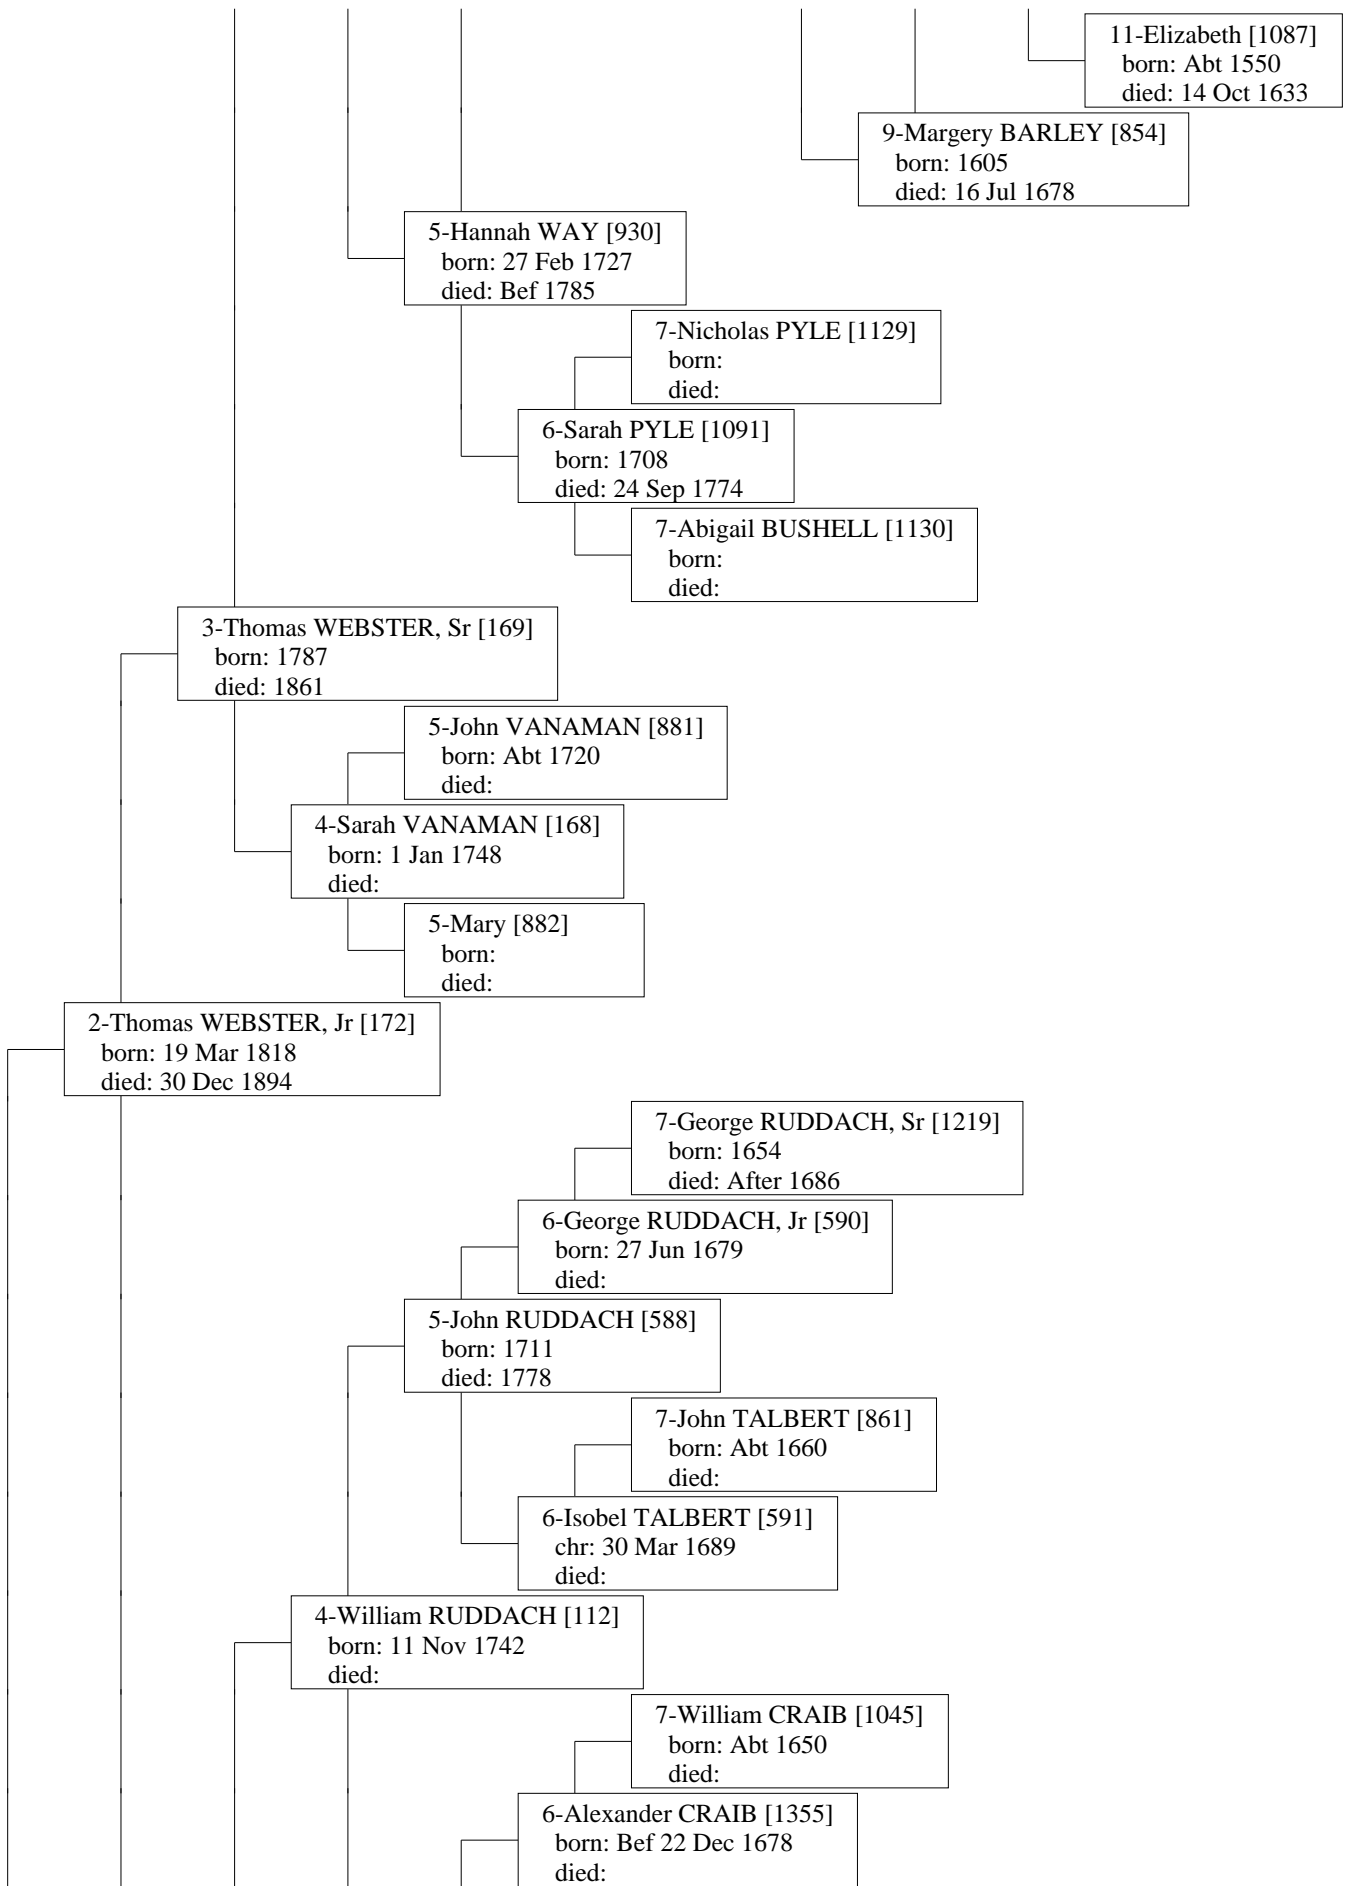 11-Elizabeth [1087]
born: Abt 1550
died: 14 Oct 1633
9-Margery BARLEY [854]
born: 1605
died: 16 Jul 1678
5-Hannah WAY [930]
born: 27 Feb 1727
died: Bef 1785
7-Nicholas PYLE [1129]
born:
died:
6-Sarah PYLE [1091]
born: 1708
died: 24 Sep 1774
7-Abigail BUSHELL [1130]
born:
died:
3-Thomas WEBSTER, Sr [169]
born: 1787
died: 1861
5-John VANAMAN [881]
born: Abt 1720
died:
4-Sarah VANAMAN [168]
born: 1 Jan 1748
died:
5-Mary [882]
born:
died:
2-Thomas WEBSTER, Jr [172]
born: 19 Mar 1818
died: 30 Dec 1894
7-George RUDDACH, Sr [1219]
born: 1654
died: After 1686
6-George RUDDACH, Jr [590]
born: 27 Jun 1679
died:
5-John RUDDACH [588]
born: 1711
died: 1778
7-John TALBERT [861]
born: Abt 1660
died:
6-Isobel TALBERT [591]
chr: 30 Mar 1689
died:
4-William RUDDACH [112]
born: 11 Nov 1742
died:
7-William CRAIB [1045]
born: Abt 1650
died:
6-Alexander CRAIB [1355]
born: Bef 22 Dec 1678
died: